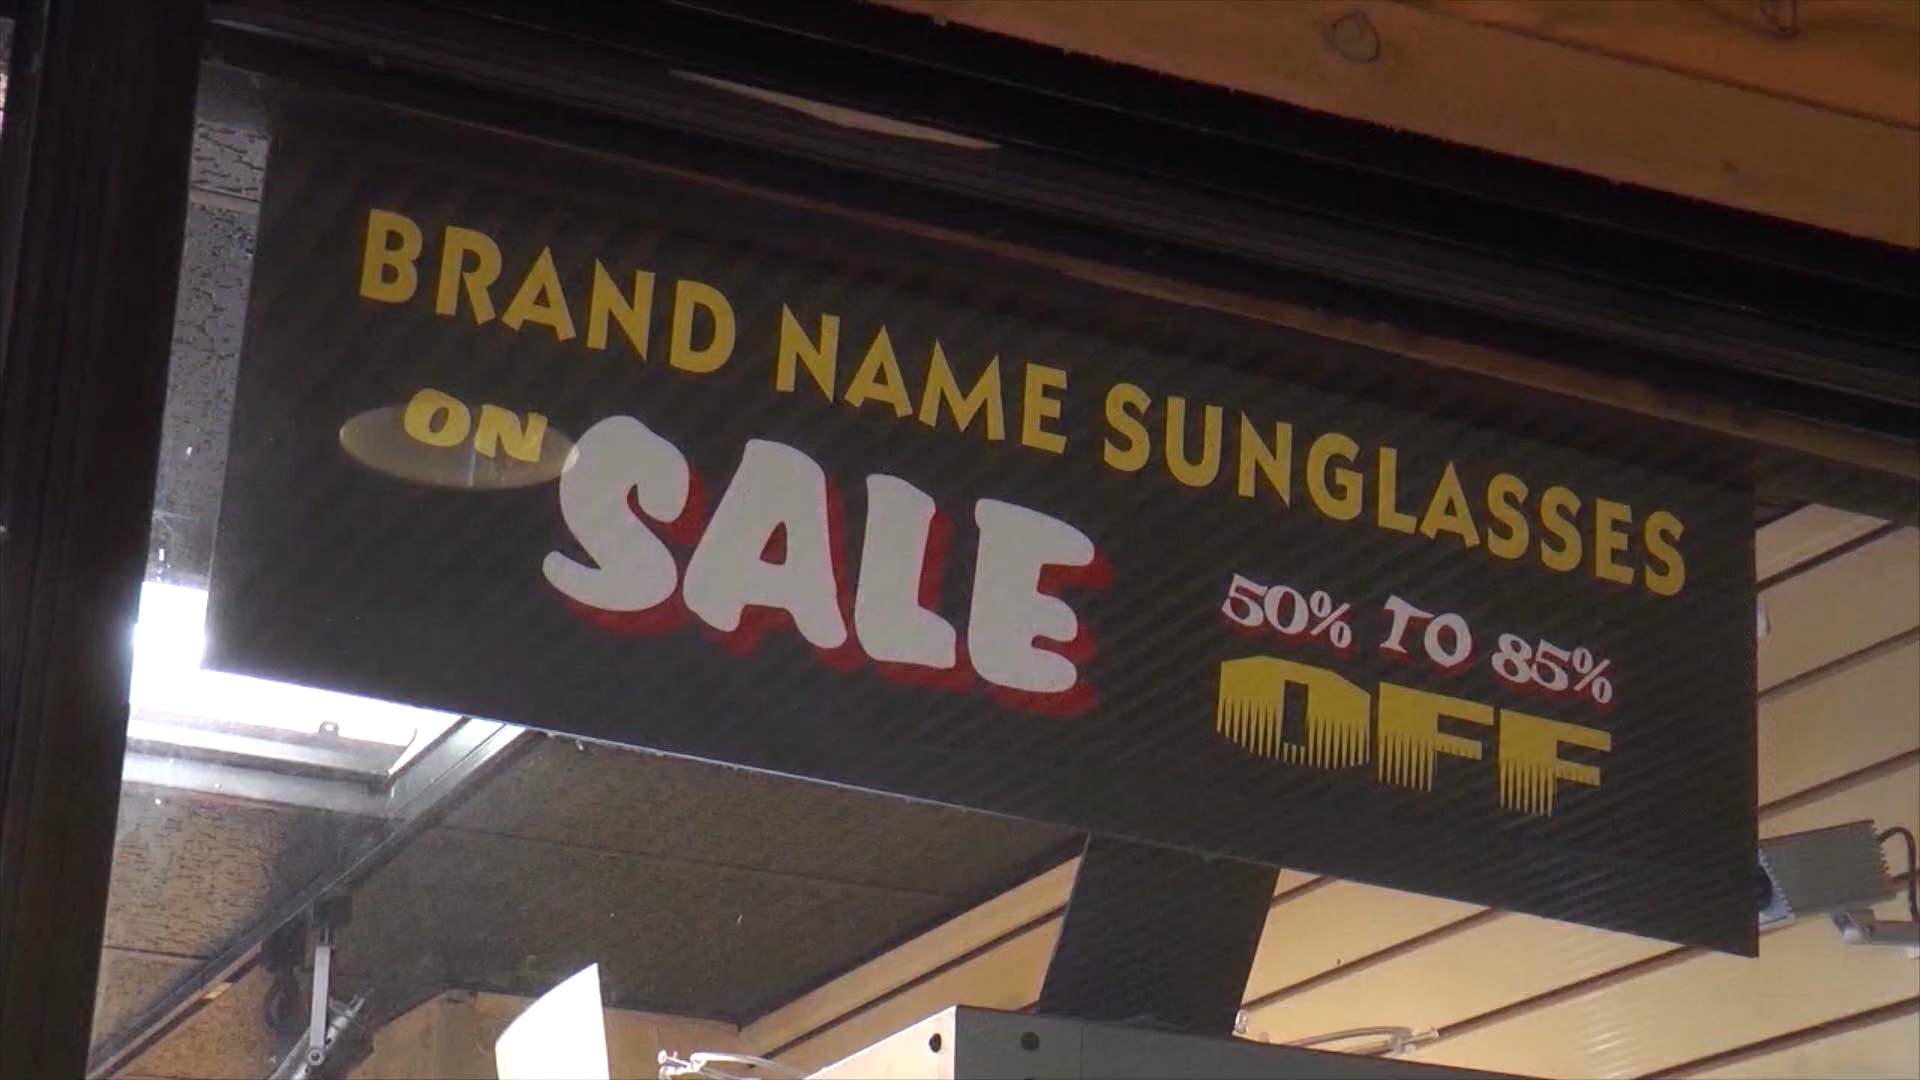 BRAND NAME SUNGLASSES
ON SALE
50% TO 85%
OFF